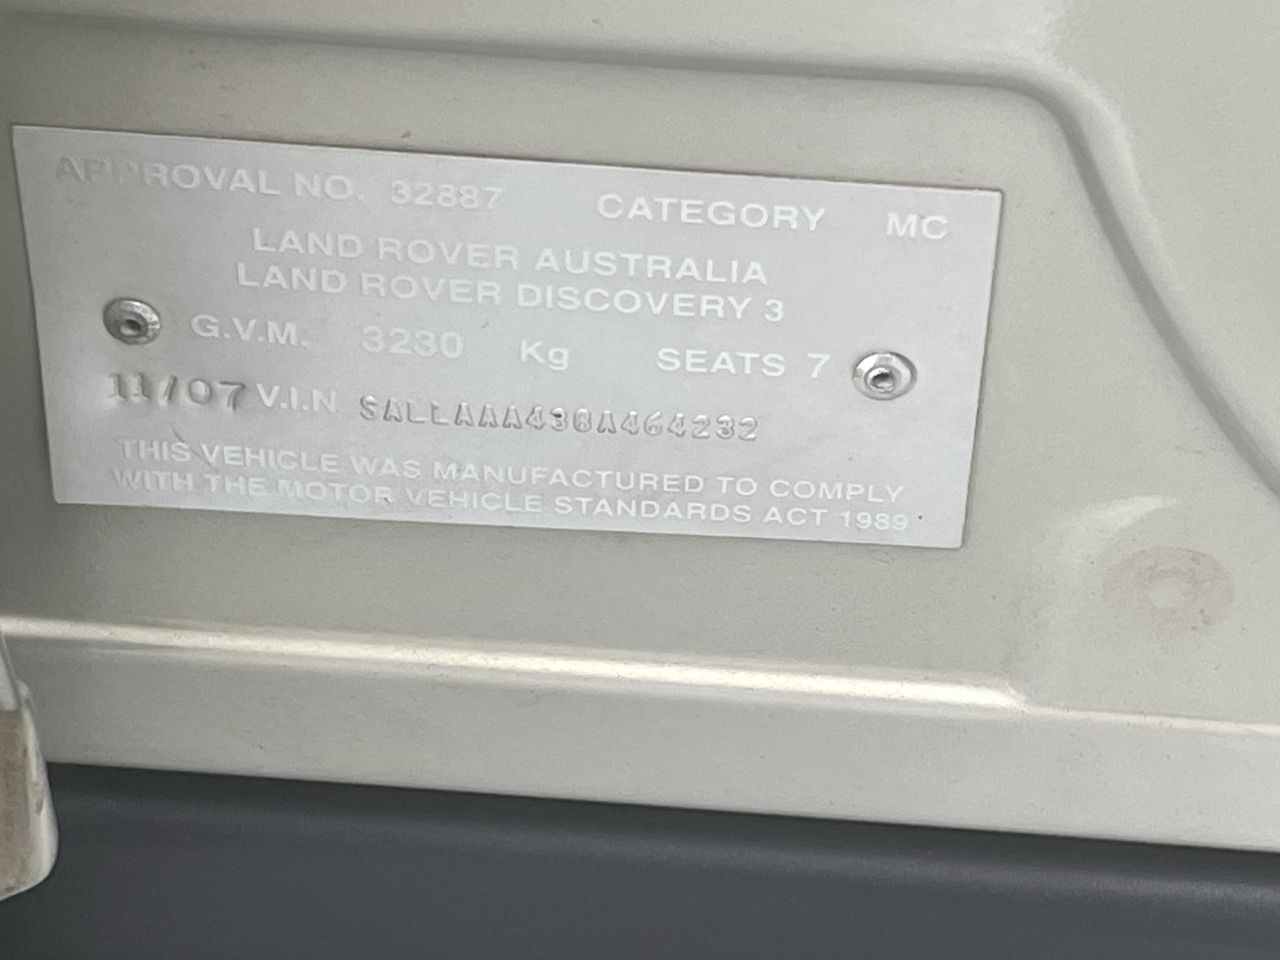 APPROVAL NO. 32887 CATEGORY MC
LAND ROVER AUSTRALIA
LAND ROVER DISCOVERY 3
G.V.M. 3230 Kg SEATS 7
11/07 V.I.N SALLAAA438A464232
THIS VEHICLE WAS MANUFACTURED TO COMPLY
WITH THE MOTOR VEHICLE STANDARDS ACT 1989